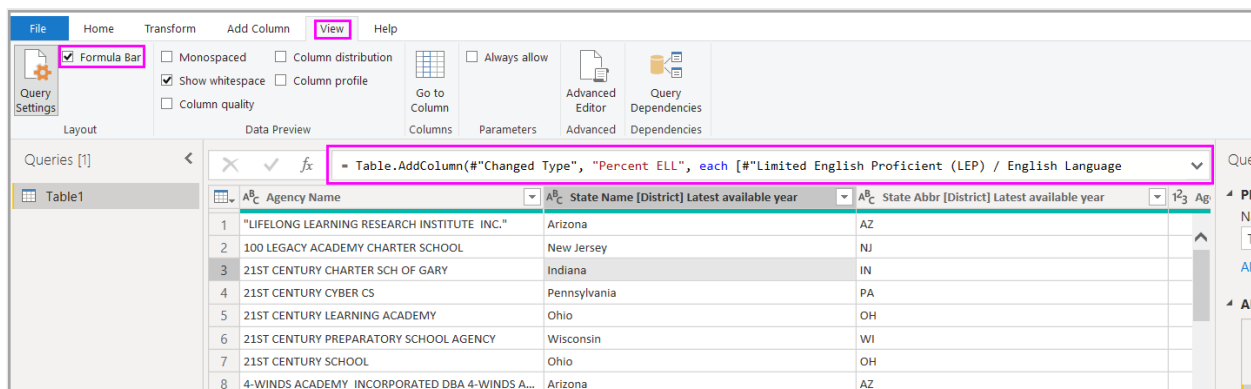 File Home Transform Add Column View Help
Query Settings
Formula Bar
Layout
Monospaced Column distribution
Show whitespace Column profile
Column quality
Data Preview
Go to Column
Columns
Always allow
Parameters
Advanced Editor
Advanced
Query Dependencies
Dependencies
Queries [1]
Table1
fx = Table.AddColumn(#"Changed Type", "Percent ELL", each [#"Limited English Proficient (LEP) / English Language
ABC Agency Name ABC State Name [District] Latest available year ABC State Abbr [District] Latest available year 123
1 "LIFELONG LEARNING RESEARCH INSTITUTE INC." Arizona AZ
2 100 LEGACY ACADEMY CHARTER SCHOOL New Jersey NJ
3 21ST CENTURY CHARTER SCH OF GARY Indiana IN
4 21ST CENTURY CYBER CS Pennsylvania PA
5 21ST CENTURY LEARNING ACADEMY Ohio OH
6 21ST CENTURY PREPARATORY SCHOOL AGENCY Wisconsin WI
7 21ST CENTURY SCHOOL Ohio OH
8 4-WINDS ACADEMY INCORPORATED DBA 4-WINDS A... Arizona AZ